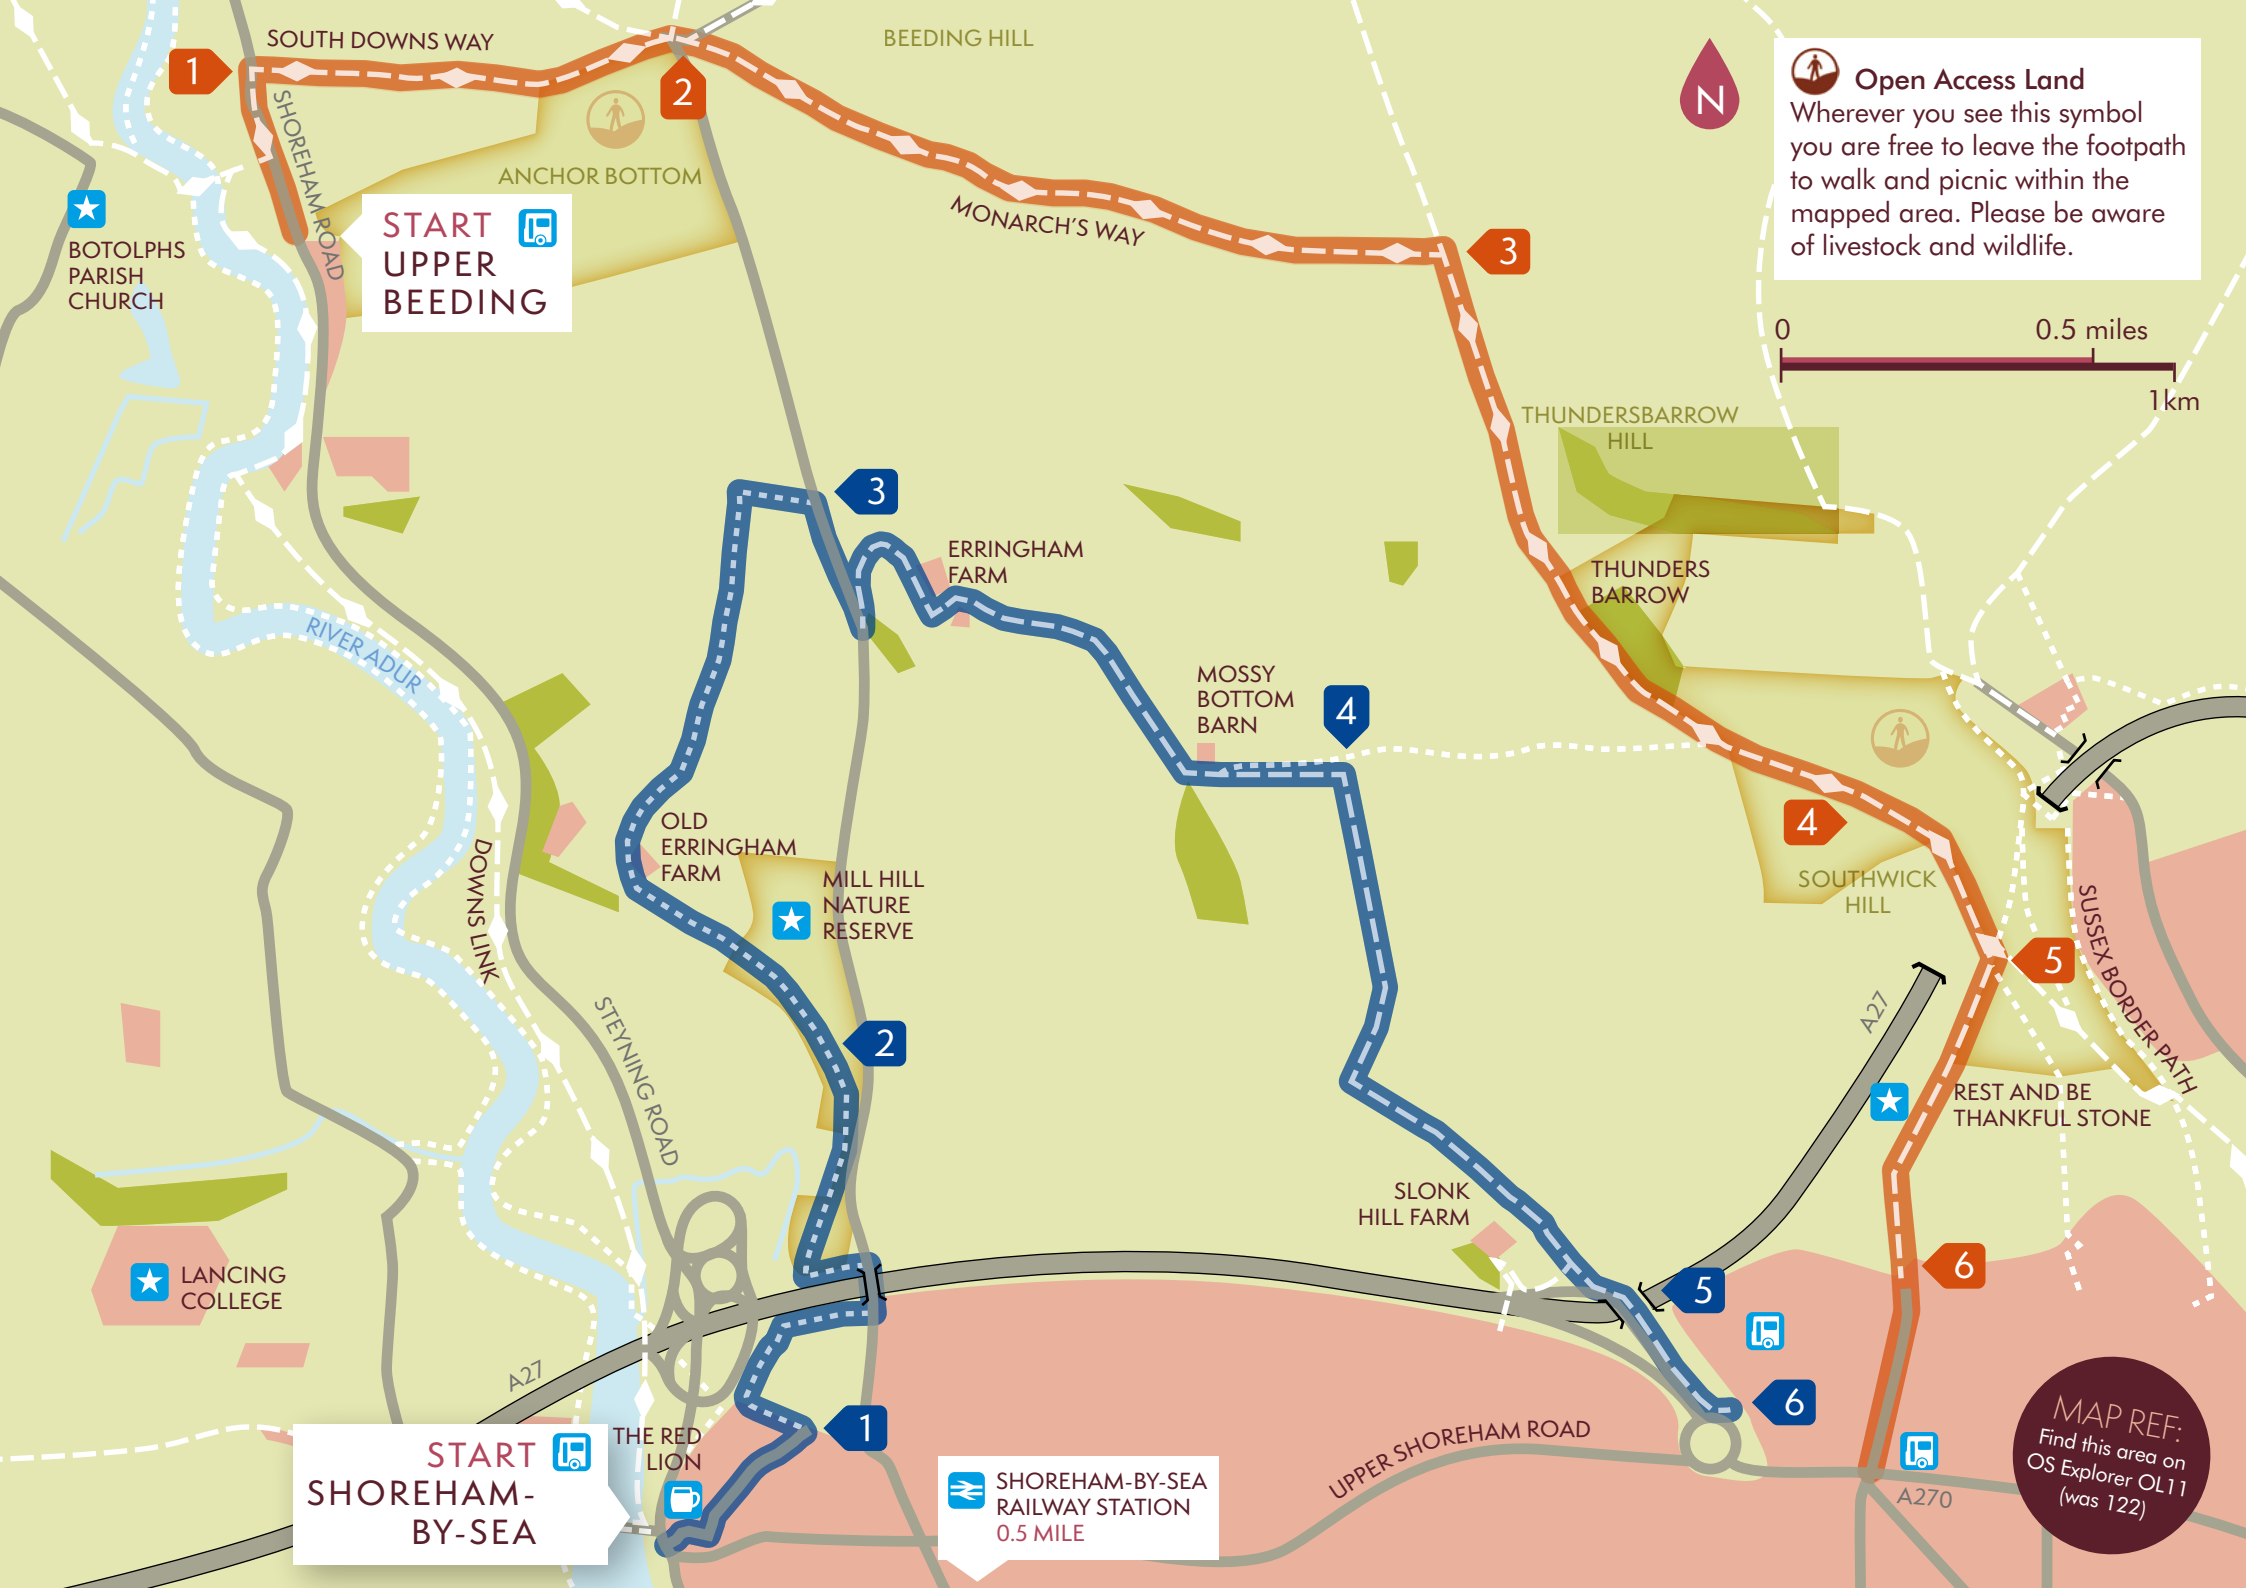 SOUTH DOWNS WAY
BEEDING HILL
1
2
SHOREHAM ROAD
ANCHOR BOTTOM
START
UPPER
BEEDING
BOTOLPHS
PARISH
CHURCH
MONARCH'S WAY
3
N
Open Access Land
Wherever you see this symbol
you are free to leave the footpath
to walk and picnic within the
mapped area. Please be aware
of livestock and wildlife.
0
0.5 miles
1km
THUNDERSBARROW
HILL
THUNDERS
BARROW
3
ERRINGHAM
FARM
RIVER ADUR
MOSSY
BOTTOM
BARN
4
4
OLD
ERRINGHAM
FARM
MILL HILL
NATURE
RESERVE
DOWNS LINK
SOUTHWICK
HILL
SUSSEX BORDER PATH
5
A27
2
STEYNING ROAD
REST AND BE
THANKFUL STONE
SLONK
HILL FARM
6
5
LANCING
COLLEGE
A27
6
1
THE RED
LION
START
SHOREHAM-
BY-SEA
UPPER SHOREHAM ROAD
SHOREHAM-BY-SEA
RAILWAY STATION
0.5 MILE
A270
MAP REF:
Find this area on
OS Explorer OL11
(was 122)